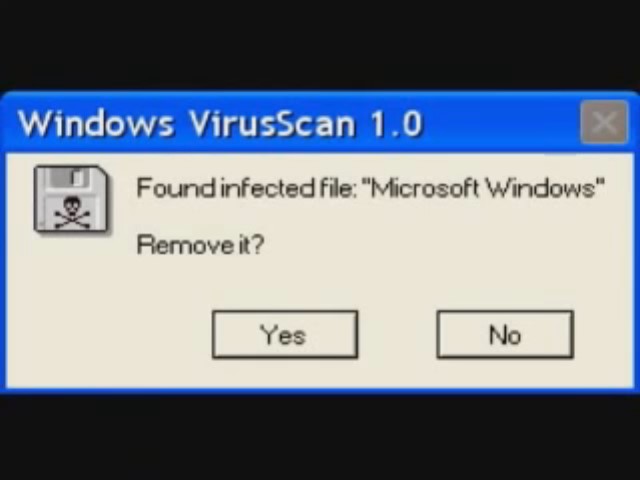 Windows VirusScan 1.0
Found infected file: "Microsoft Windows"
Remove it?
Yes No